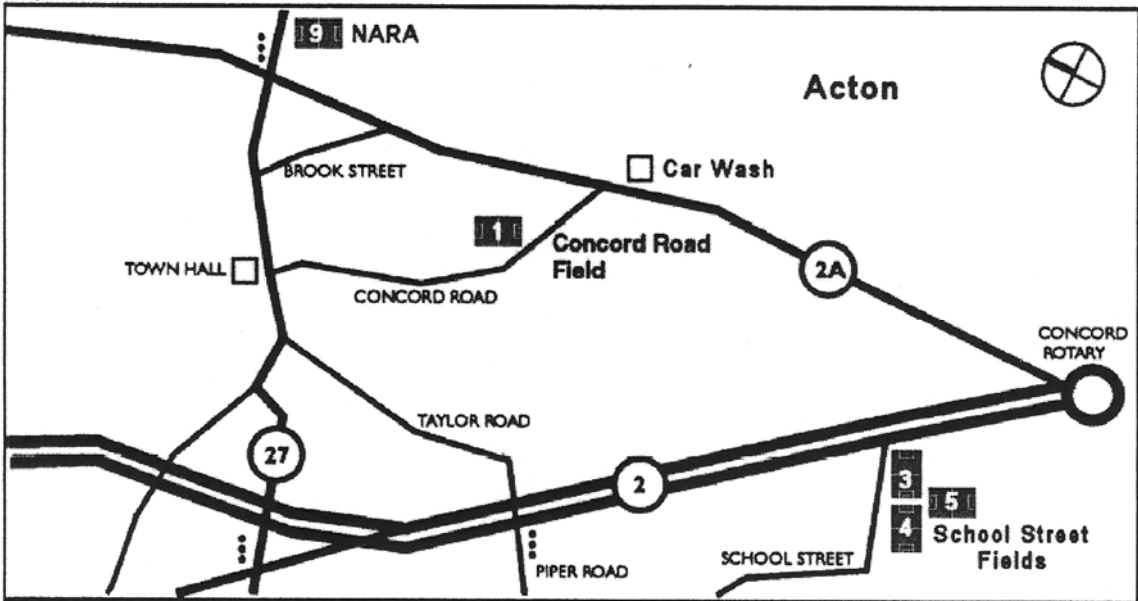 9 NARA
Acton
BROOK STREET
Car Wash
1
Concord Road
Field
TOWN HALL
CONCORD ROAD
2A
CONCORD
ROTARY
TAYLOR ROAD
27
2
3
5
4
School Street
Fields
SCHOOL STREET
PIPER ROAD